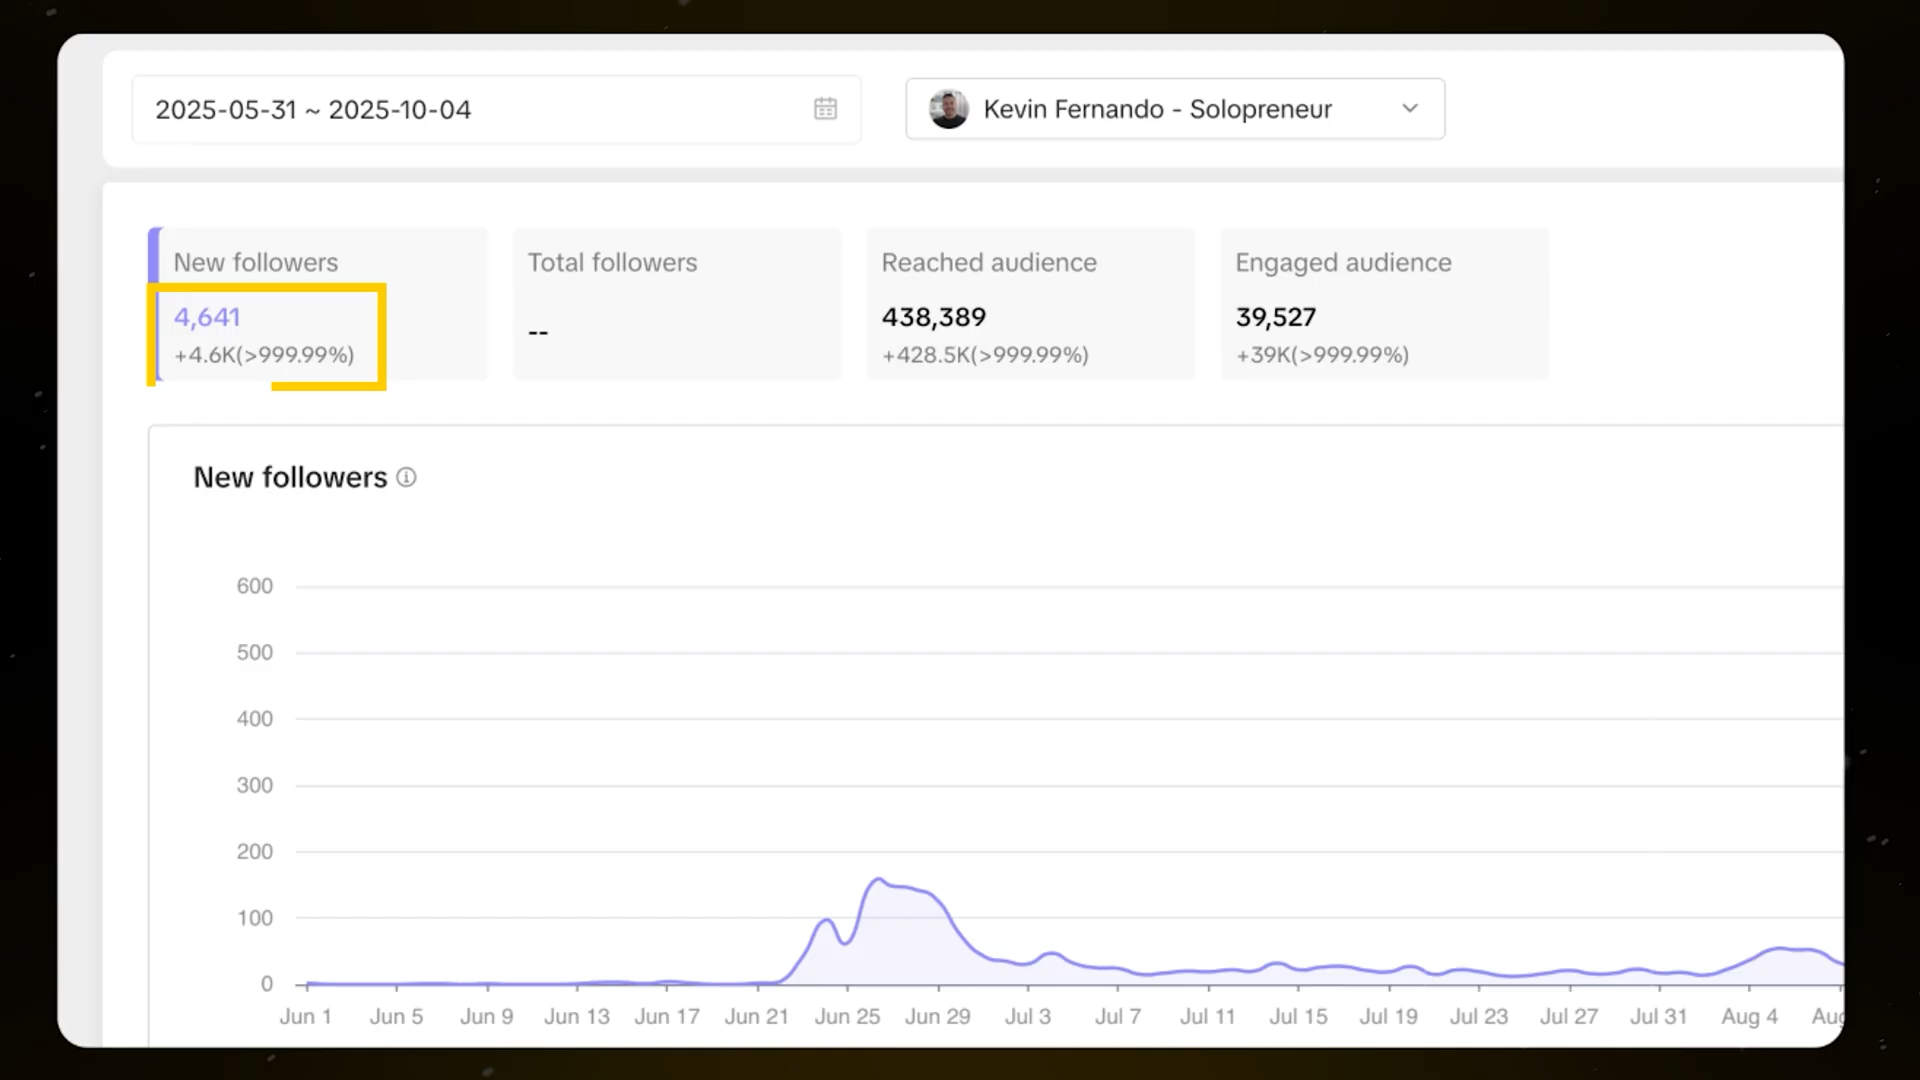 2025-05-31 ~ 2025-10-04
Kevin Fernando - Solopreneur
New followers
4,641
+4.6K(>999.99%)
Total followers
--
Reached audience
438,389
+428.5K(>999.99%)
Engaged audience
39,527
+39K(>999.99%)
New followers
600
500
400
300
200
100
0
Jun 1 Jun 5 Jun 9 Jun 13 Jun 17 Jun 21 Jun 25 Jun 29 Jul 3 Jul 7 Jul 11 Jul 15 Jul 19 Jul 23 Jul 27 Jul 31 Aug 4 Aug